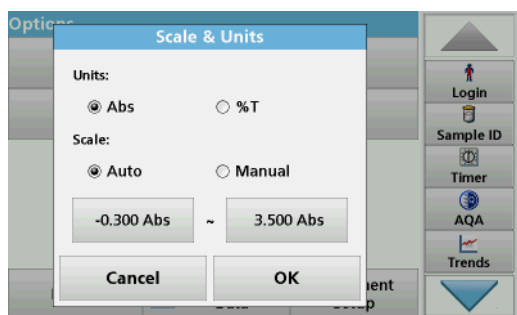 Options
Scale & Units
Units:
Abs
%T
Scale:
Auto
Manual
-0.300 Abs ~ 3.500 Abs
Cancel
OK
Login
Sample ID
Timer
AQA
Trends